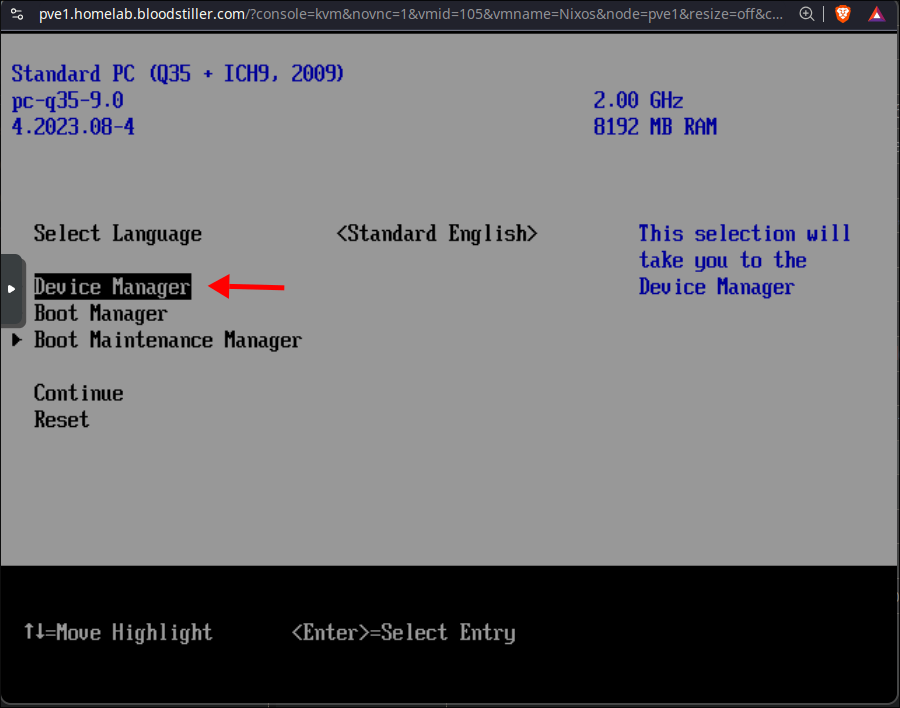 pve1.homelab.bloodstiller.com/?console=kvm&novnc=1&vmid=105&vmname=Nixos&node=pve1&resize=off&c...
Standard PC (Q35 + ICH9, 2009)
pc-q35-9.0 2.00 GHz
4.2023.08-4 8192 MB RAM
Select Language <Standard English> This selection will
take you to the
Device Manager Device Manager
Boot Manager
Boot Maintenance Manager
Continue
Reset
↑↓=Move Highlight <Enter>=Select Entry